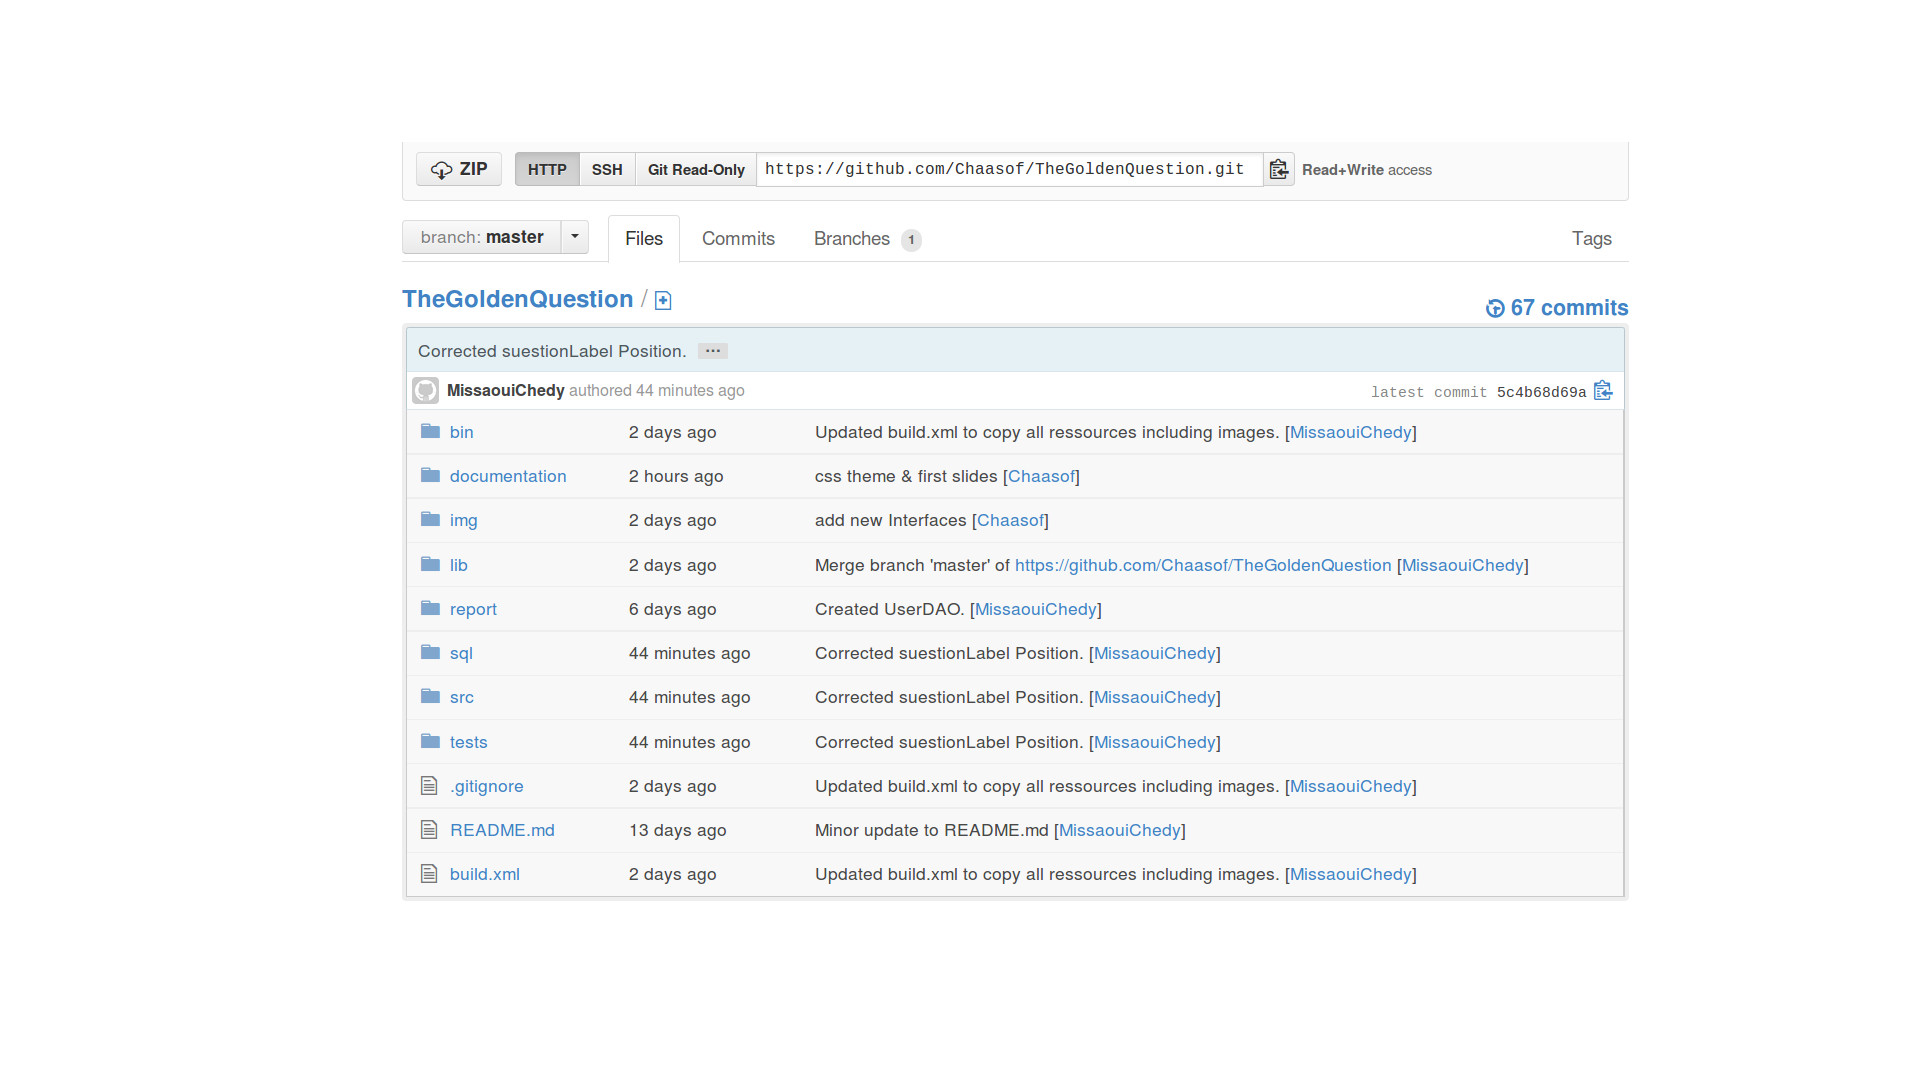 ZIP HTTP SSH Git Read-Only https://github.com/Chaasof/TheGoldenQuestion.git Read+Write access
branch: master Files Commits Branches 1 Tags
TheGoldenQuestion / 67 commits
Corrected suestionLabel Position. ...
MissaouiChedy authored 44 minutes ago latest commit 5c4b68d69a
bin 2 days ago Updated build.xml to copy all ressources including images. [MissaouiChedy]
documentation 2 hours ago css theme & first slides [Chaasof]
img 2 days ago add new Interfaces [Chaasof]
lib 2 days ago Merge branch 'master' of https://github.com/Chaasof/TheGoldenQuestion [MissaouiChedy]
report 6 days ago Created UserDAO. [MissaouiChedy]
sql 44 minutes ago Corrected suestionLabel Position. [MissaouiChedy]
src 44 minutes ago Corrected suestionLabel Position. [MissaouiChedy]
tests 44 minutes ago Corrected suestionLabel Position. [MissaouiChedy]
.gitignore 2 days ago Updated build.xml to copy all ressources including images. [MissaouiChedy]
README.md 13 days ago Minor update to README.md [MissaouiChedy]
build.xml 2 days ago Updated build.xml to copy all ressources including images. [MissaouiChedy]